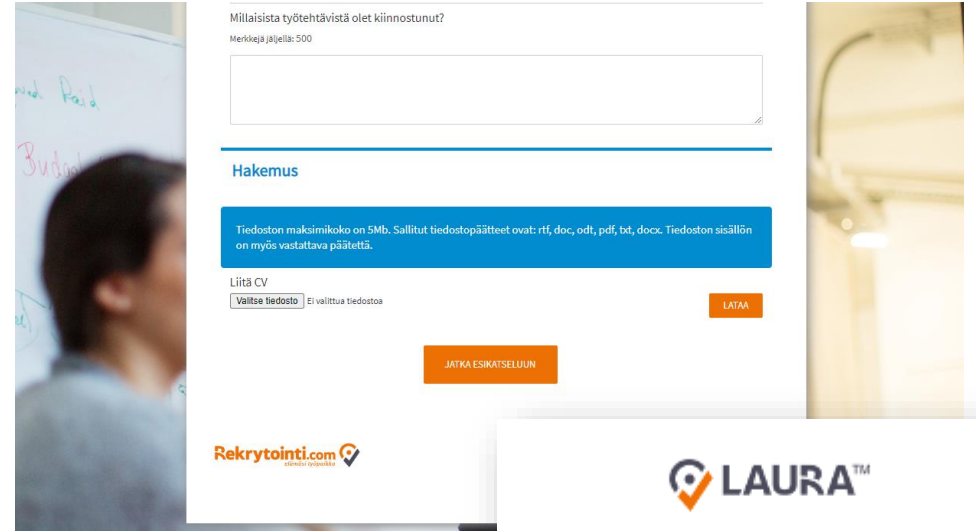 Millaisista työtehtävistä olet kiinnostunut?
Merkkejä jäljellä: 500
Hakemus
Tiedoston maksimikoko on 5Mb. Sallitut tiedostopäätteet ovat: rtf, doc, odt, pdf, txt, docx. Tiedoston sisällön
on myös vastattava päätettä.
Liitä CV
Valitse tiedosto Ei valittua tiedostoa
LATAA
JATKA ESIKATSELUUN
Rekrytointi.com
elämäsi työpaikka
LAURA™